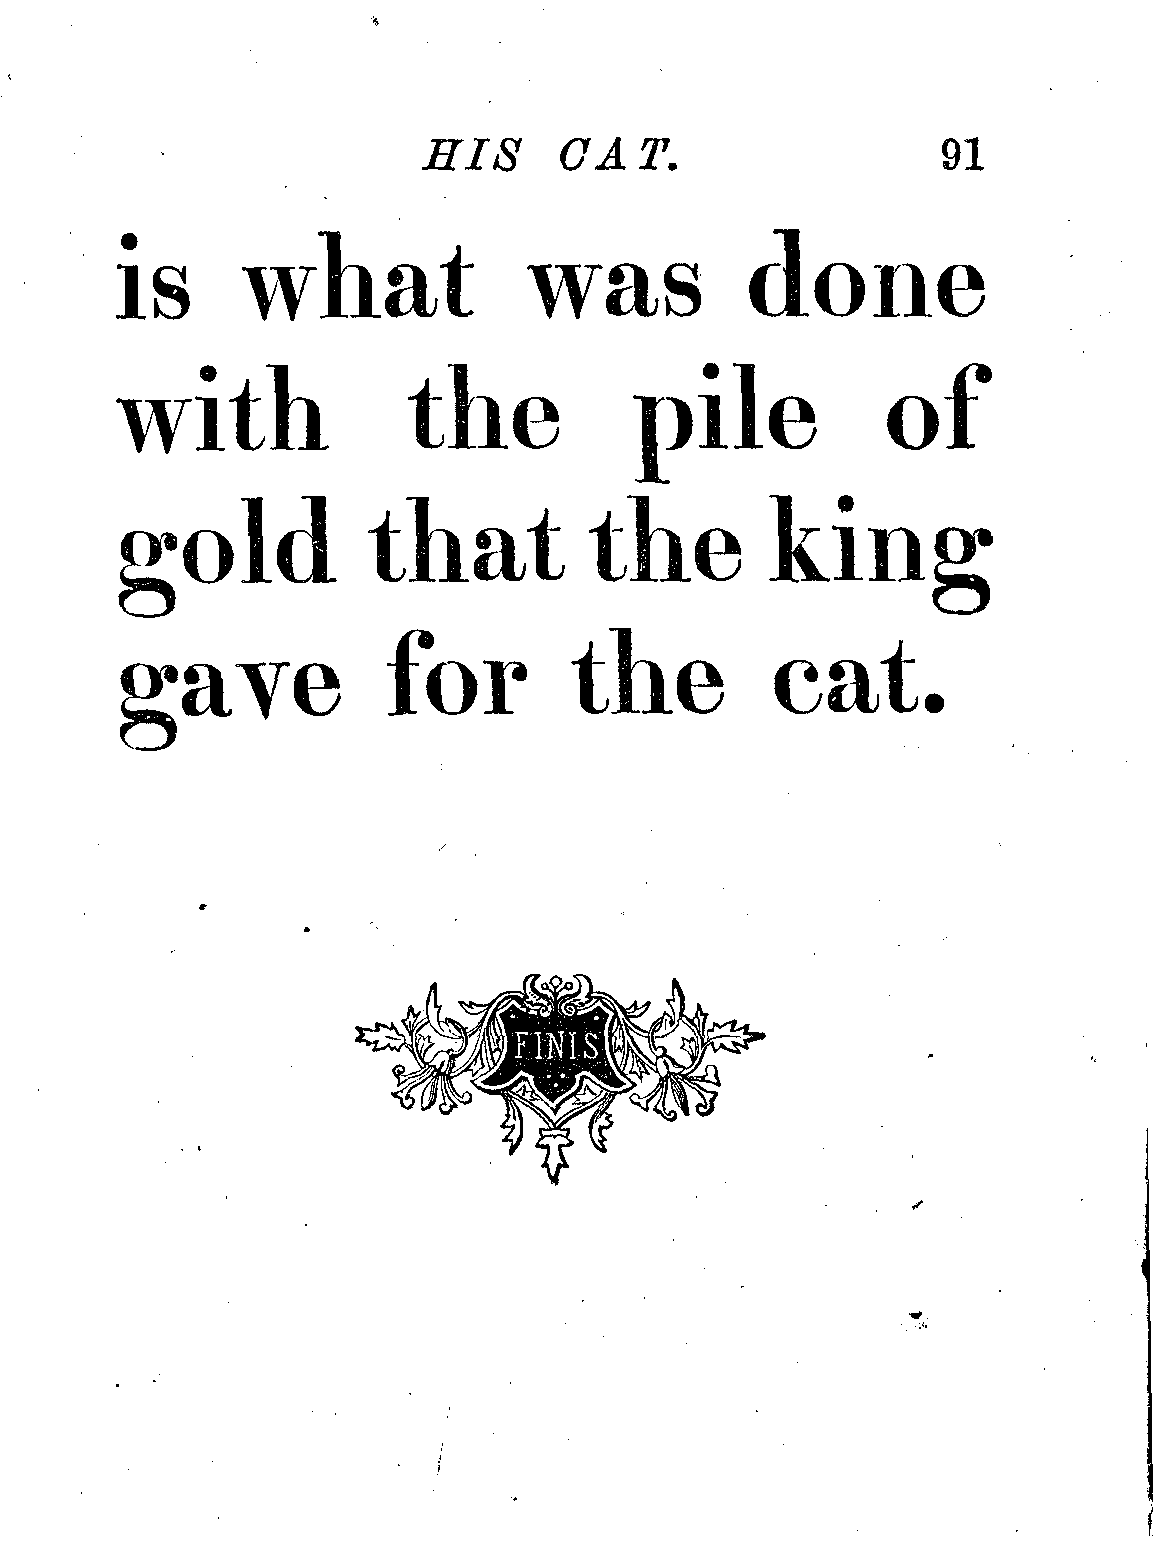 HIS CAT. 91
is what was done
with the pile of
gold that the king
gave for the cat.
FINIS